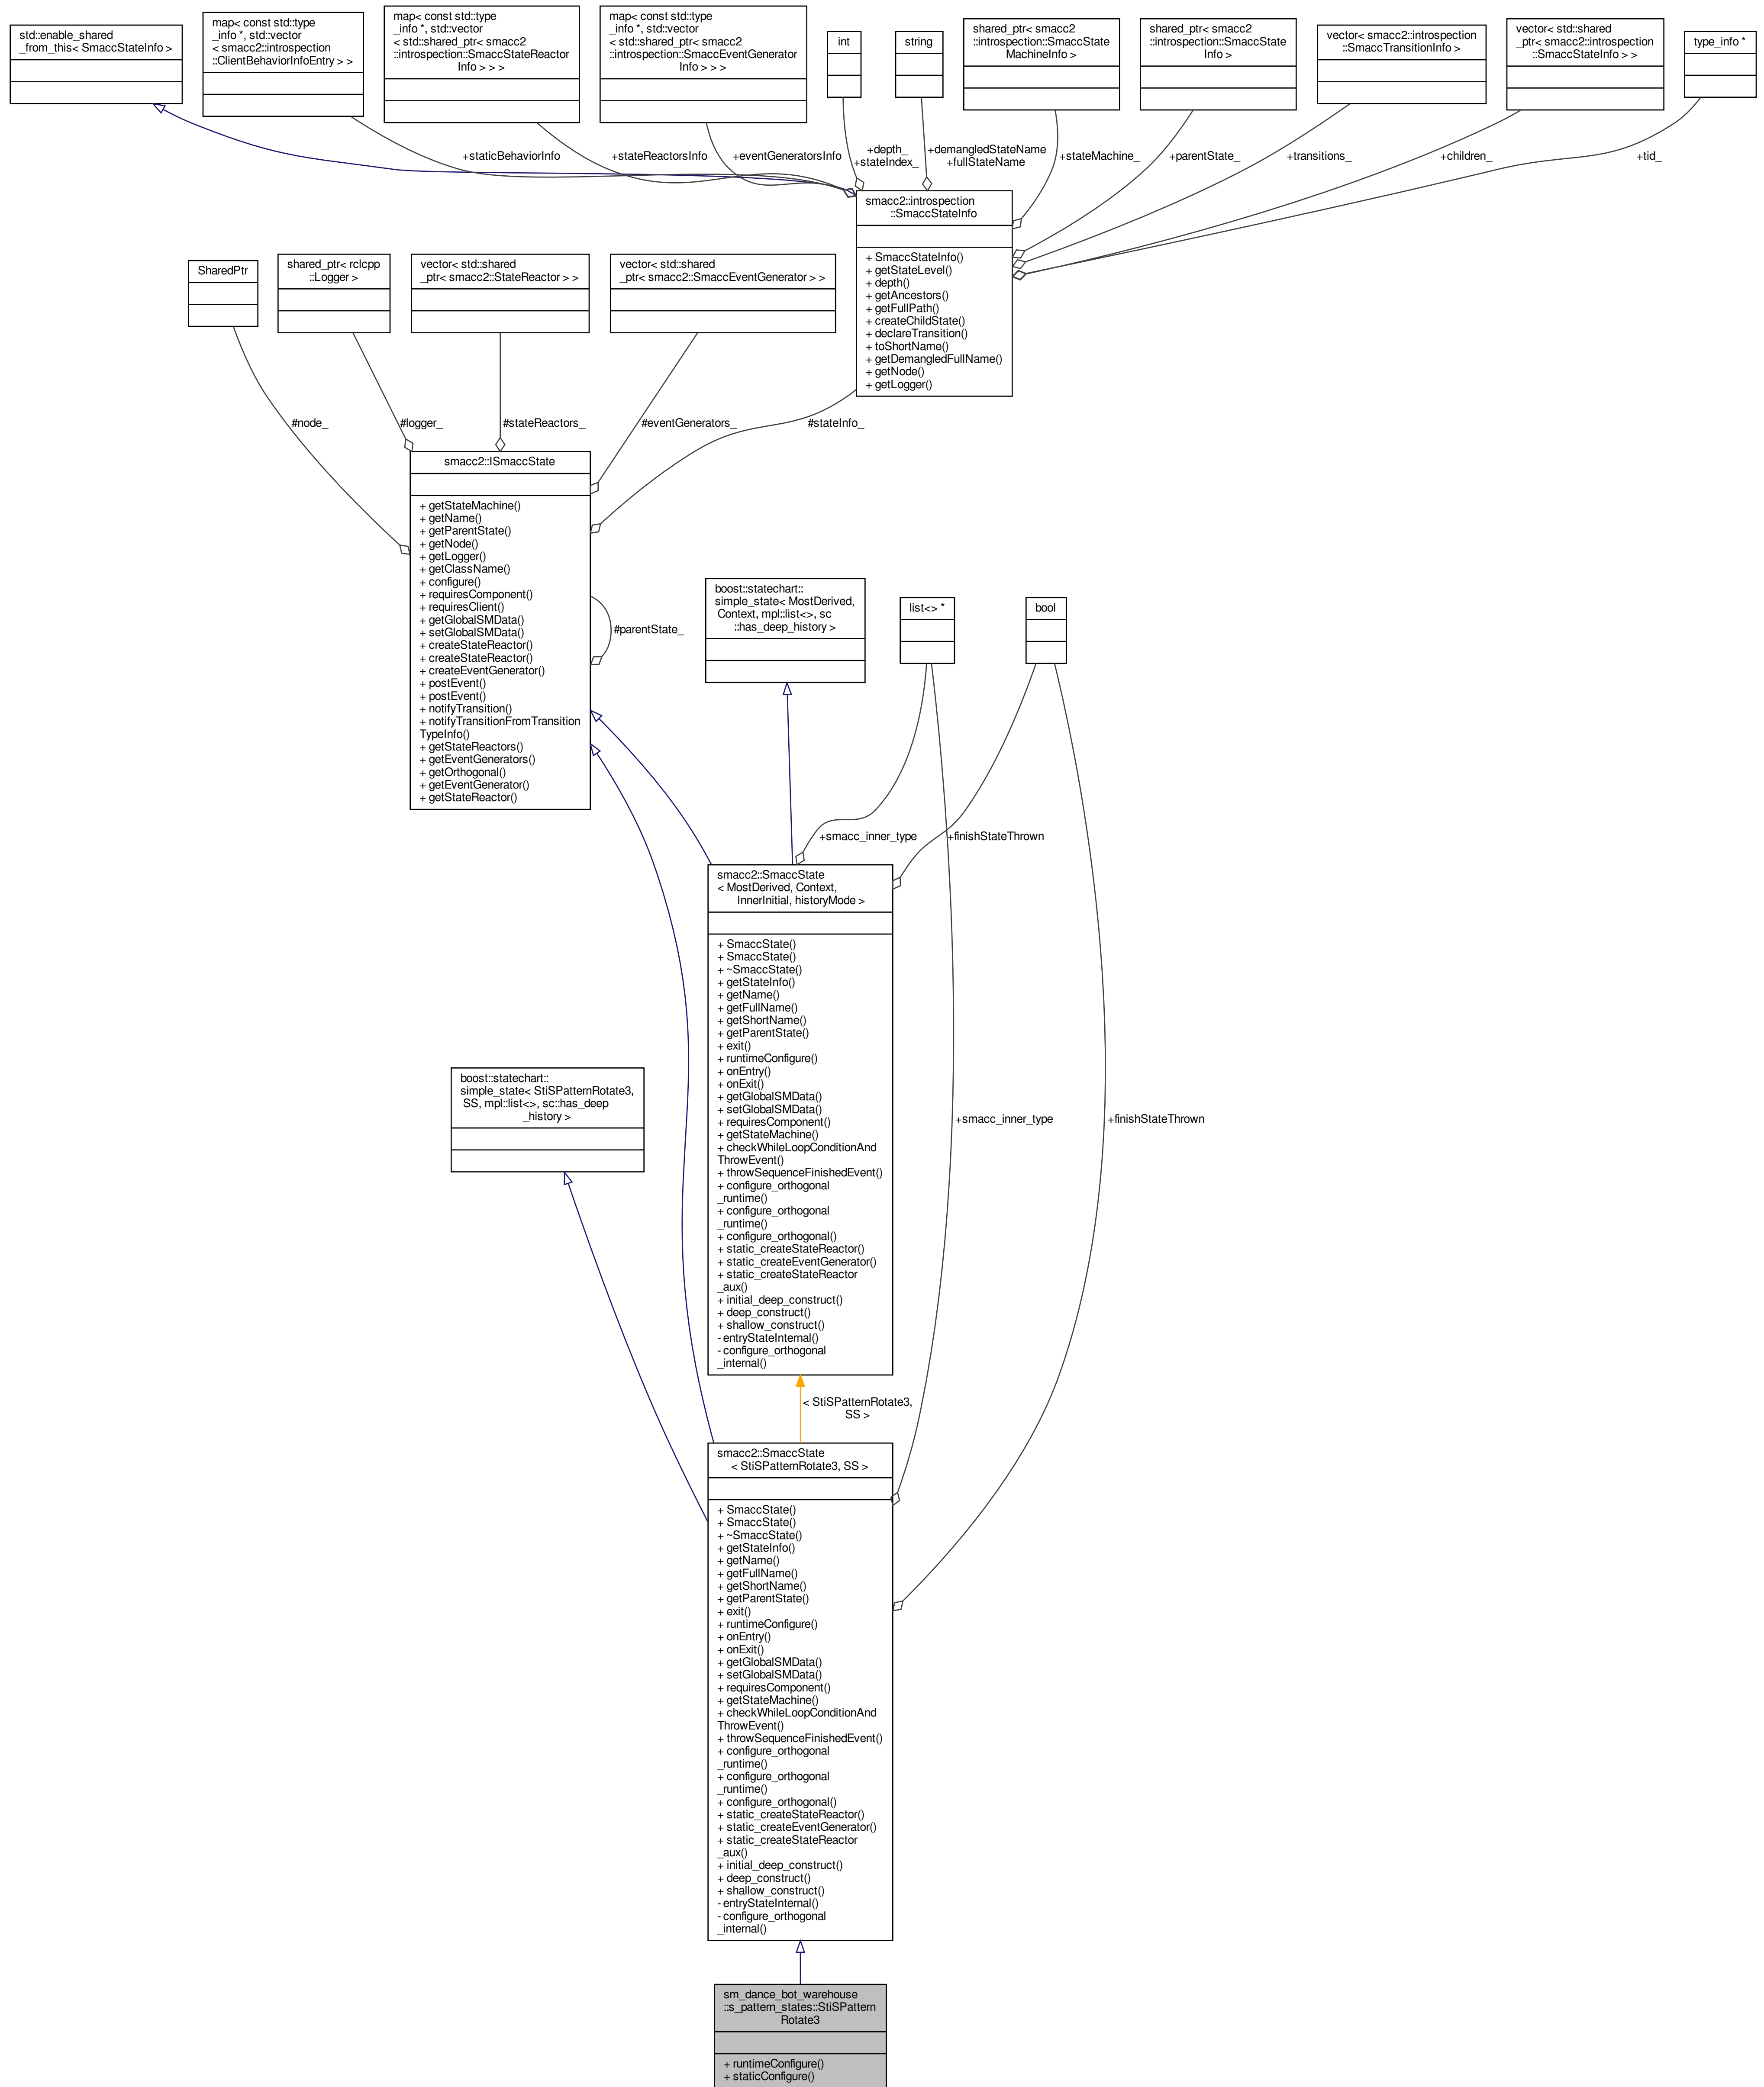 std::enable_shared
_from_this< SmaccStateInfo >
map< const std::type
_info *, std::vector
< smacc2::introspection
::ClientBehaviorInfoEntry > >
map< const std::type
_info *, std::vector
< std::shared_ptr< smacc2
::introspection::SmaccStateReactor
Info > > >
map< const std::type
_info *, std::vector
< std::shared_ptr< smacc2
::introspection::SmaccEventGenerator
Info > > >
int
string
shared_ptr< smacc2
::introspection::SmaccState
MachineInfo >
shared_ptr< smacc2
::introspection::SmaccState
Info >
vector< smacc2::introspection
::SmaccTransitionInfo >
vector< std::shared
_ptr< smacc2::introspection
::SmaccStateInfo > >
type_info *
+staticBehaviorInfo
+stateReactorsInfo
+eventGeneratorsInfo
+depth_
+stateIndex_
+demangledStateName
+fullStateName
+stateMachine_
+parentState_
+transitions_
+children_
+tid_
smacc2::introspection
::SmaccStateInfo
+ SmaccStateInfo()
+ getStateLevel()
+ depth()
+ getAncestors()
+ getFullPath()
+ createChildState()
+ declareTransition()
+ toShortName()
+ getDemangledFullName()
+ getNode()
+ getLogger()
SharedPtr
shared_ptr< rclcpp
::Logger >
vector< std::shared
_ptr< smacc2::StateReactor > >
vector< std::shared
_ptr< smacc2::SmaccEventGenerator > >
#node_
#logger_
#stateReactors_
#eventGenerators_
#stateInfo_
smacc2::ISmaccState
+ getStateMachine()
+ getName()
+ getParentState()
+ getNode()
+ getLogger()
+ getClassName()
+ configure()
+ requiresComponent()
+ requiresClient()
+ getGlobalSMData()
+ setGlobalSMData()
+ createStateReactor()
+ createStateReactor()
+ createEventGenerator()
+ postEvent()
+ postEvent()
+ notifyTransition()
+ notifyTransitionFromTransition
TypeInfo()
+ getStateReactors()
+ getEventGenerators()
+ getOrthogonal()
+ getEventGenerator()
+ getStateReactor()
#parentState_
boost::statechart::
simple_state< MostDerived,
Context, mpl::list<>, sc
::has_deep_history >
list<> *
bool
+smacc_inner_type
+finishStateThrown
smacc2::SmaccState
< MostDerived, Context,
InnerInitial, historyMode >
+ SmaccState()
+ SmaccState()
+ ~SmaccState()
+ getStateInfo()
+ getName()
+ getFullName()
+ getShortName()
+ getParentState()
+ exit()
+ runtimeConfigure()
+ onEntry()
+ onExit()
+ getGlobalSMData()
+ setGlobalSMData()
+ requiresComponent()
+ getStateMachine()
+ checkWhileLoopConditionAnd
ThrowEvent()
+ throwSequenceFinishedEvent()
+ configure_orthogonal
_runtime()
+ configure_orthogonal
_runtime()
+ configure_orthogonal()
+ static_createStateReactor()
+ static_createEventGenerator()
+ static_createStateReactor
_aux()
+ initial_deep_construct()
+ deep_construct()
+ shallow_construct()
- entryStateInternal()
- configure_orthogonal
_internal()
boost::statechart::
simple_state< StiSPatternRotate3,
SS, mpl::list<>, sc::has_deep
_history >
+smacc_inner_type
+finishStateThrown
< StiSPatternRotate3,
SS >
smacc2::SmaccState
< StiSPatternRotate3, SS >
+ SmaccState()
+ SmaccState()
+ ~SmaccState()
+ getStateInfo()
+ getName()
+ getFullName()
+ getShortName()
+ getParentState()
+ exit()
+ runtimeConfigure()
+ onEntry()
+ onExit()
+ getGlobalSMData()
+ setGlobalSMData()
+ requiresComponent()
+ getStateMachine()
+ checkWhileLoopConditionAnd
ThrowEvent()
+ throwSequenceFinishedEvent()
+ configure_orthogonal
_runtime()
+ configure_orthogonal
_runtime()
+ configure_orthogonal()
+ static_createStateReactor()
+ static_createEventGenerator()
+ static_createStateReactor
_aux()
+ initial_deep_construct()
+ deep_construct()
+ shallow_construct()
- entryStateInternal()
- configure_orthogonal
_internal()
sm_dance_bot_warehouse
::s_pattern_states::StiSPattern
Rotate3
+ runtimeConfigure()
+ staticConfigure()